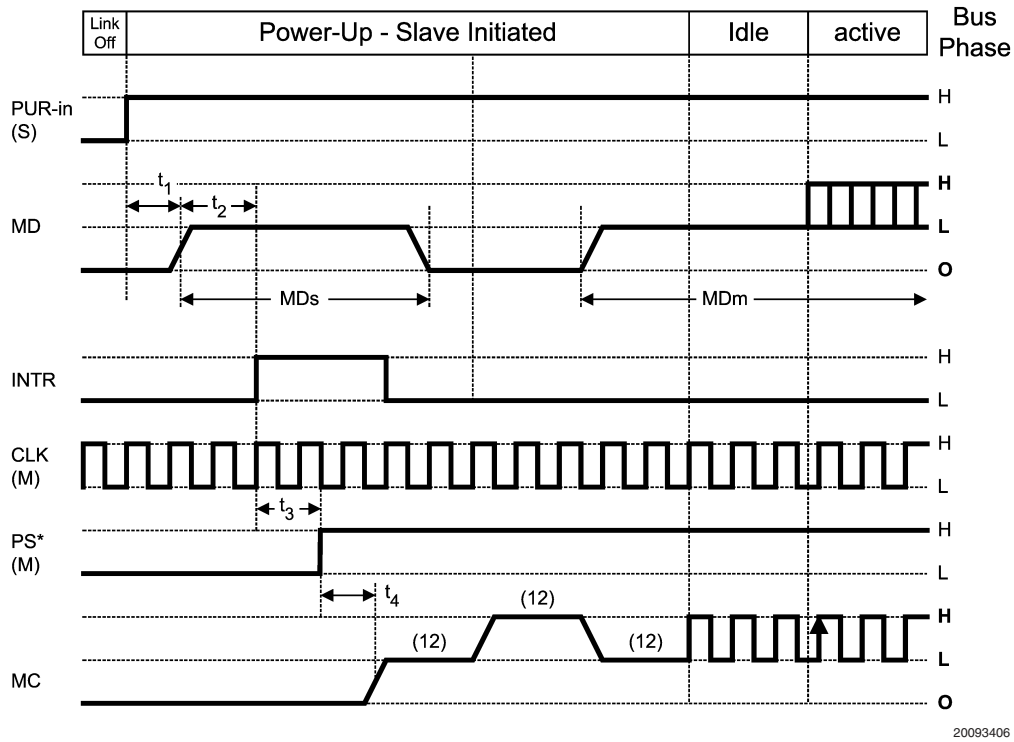 Link Off
Power-Up - Slave Initiated
Idle
active
Bus Phase
PUR-in (S)
H
L
t1
t2
MD
H
L
O
MDs
MDm
INTR
H
L
CLK (M)
H
L
t3
PS* (M)
H
L
t4
(12)
(12)
(12)
MC
H
L
O
20093406